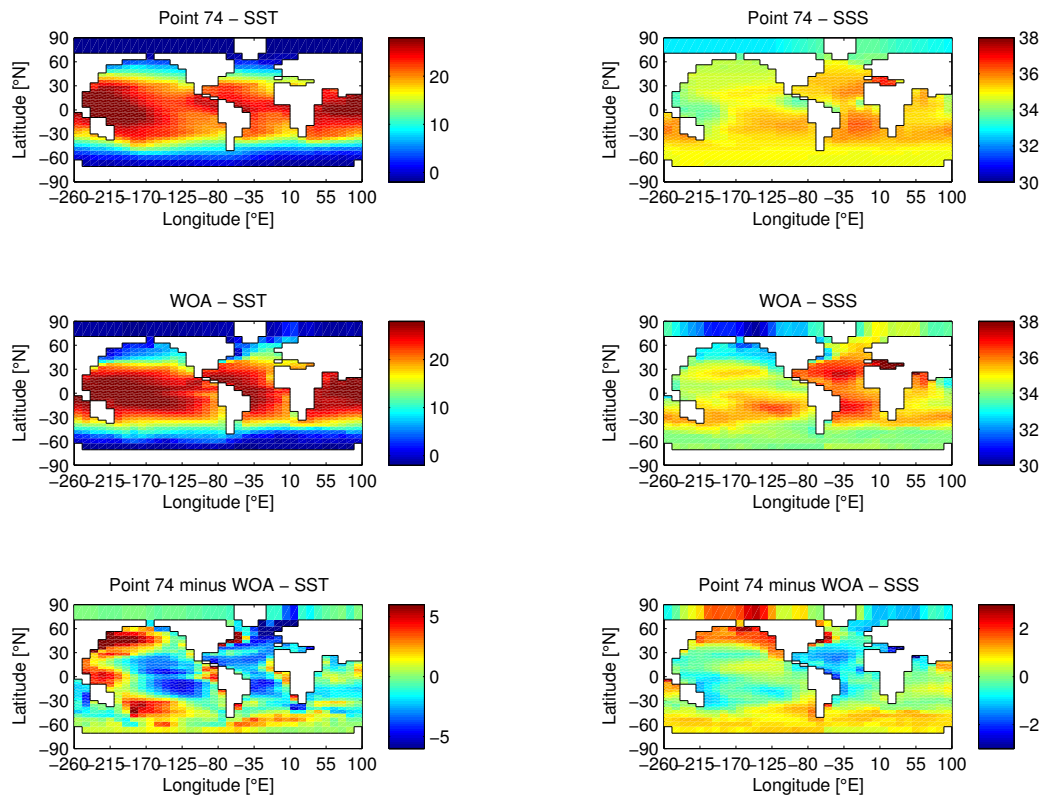 Point 74 − SST
Latitude [°N]
90
60
30
0
−30
−60
−90
−260−215−170−125 −80 −35 10 55 100
Longitude [°E]
20
10
0
Point 74 − SSS
Latitude [°N]
90
60
30
0
−30
−60
−90
−260−215−170−125 −80 −35 10 55 100
Longitude [°E]
38
36
34
32
30
WOA − SST
Latitude [°N]
90
60
30
0
−30
−60
−90
−260−215−170−125 −80 −35 10 55 100
Longitude [°E]
20
10
0
WOA − SSS
Latitude [°N]
90
60
30
0
−30
−60
−90
−260−215−170−125 −80 −35 10 55 100
Longitude [°E]
38
36
34
32
30
Point 74 minus WOA − SST
Latitude [°N]
90
60
30
0
−30
−60
−90
−260−215−170−125 −80 −35 10 55 100
Longitude [°E]
5
0
−5
Point 74 minus WOA − SSS
Latitude [°N]
90
60
30
0
−30
−60
−90
−260−215−170−125 −80 −35 10 55 100
Longitude [°E]
2
0
−2